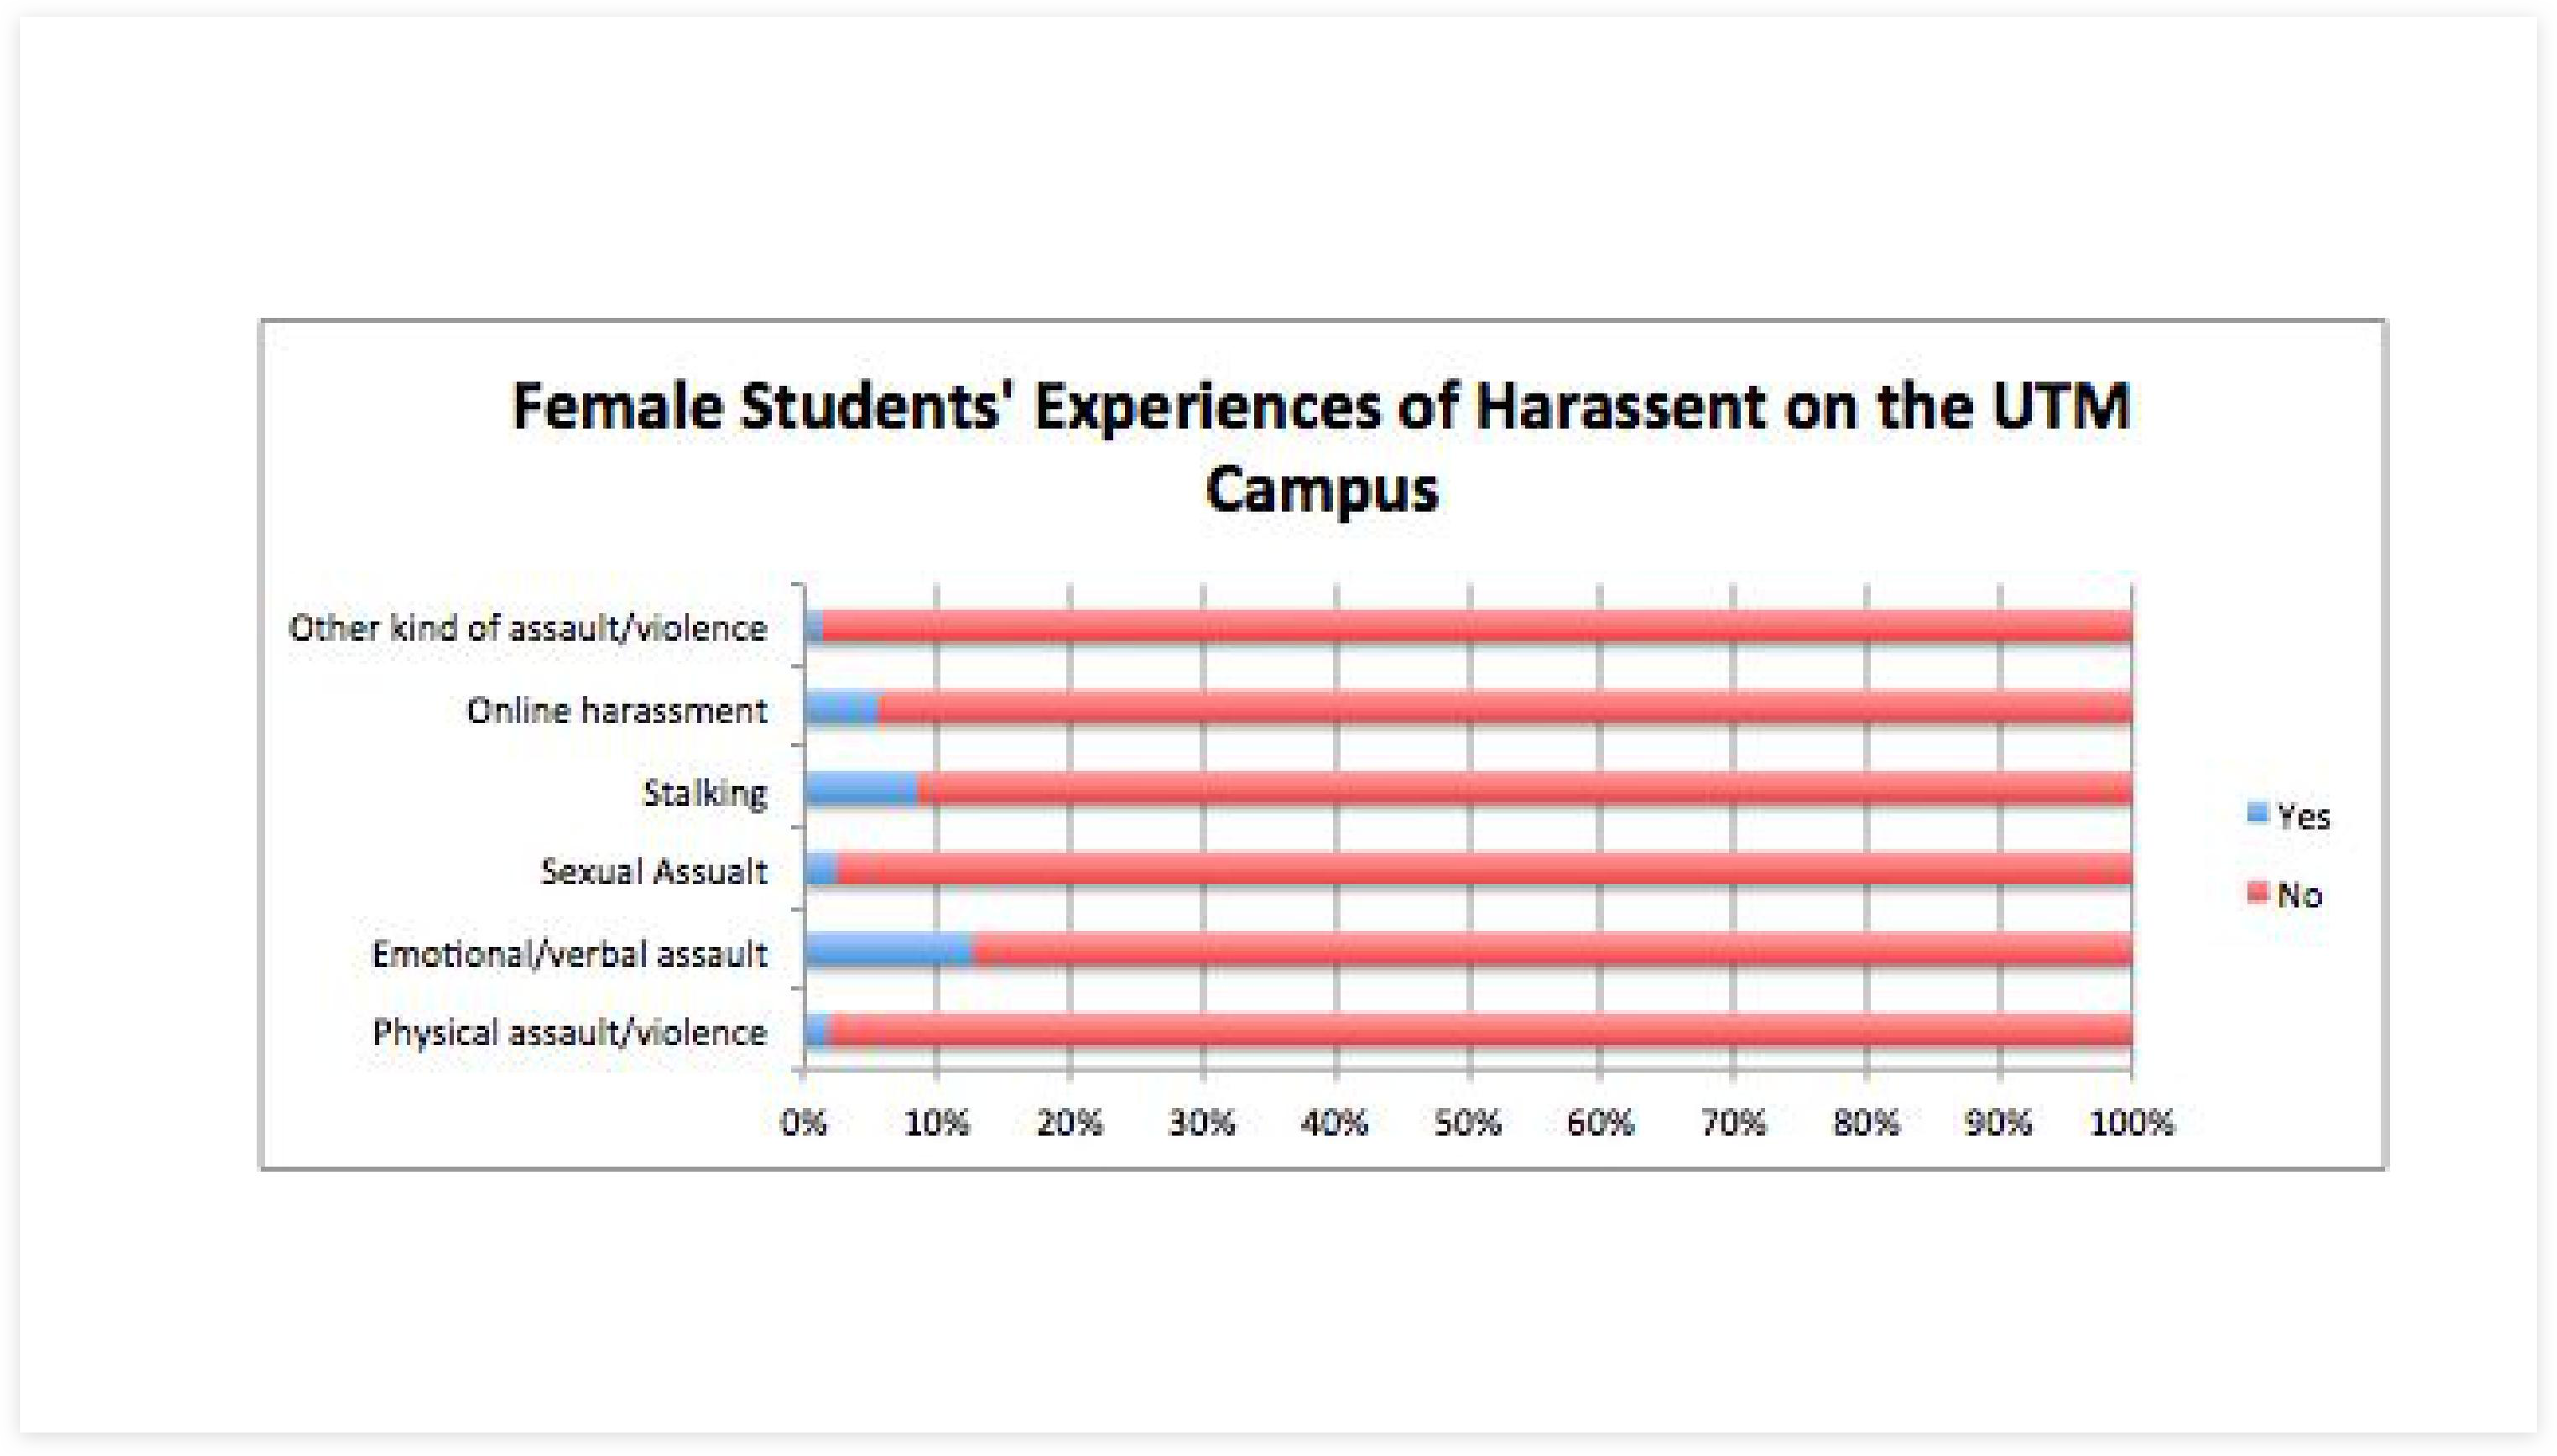 Female Students' Experiences of Harassent on the UTM
Campus
Other kind of assault/violence
Online harassment
Stalking
Sexual Assualt
Emotional/verbal assault
Physical assault/violence
0% 10% 20% 30% 40% 50% 60% 70% 80% 90% 100%
Yes
No